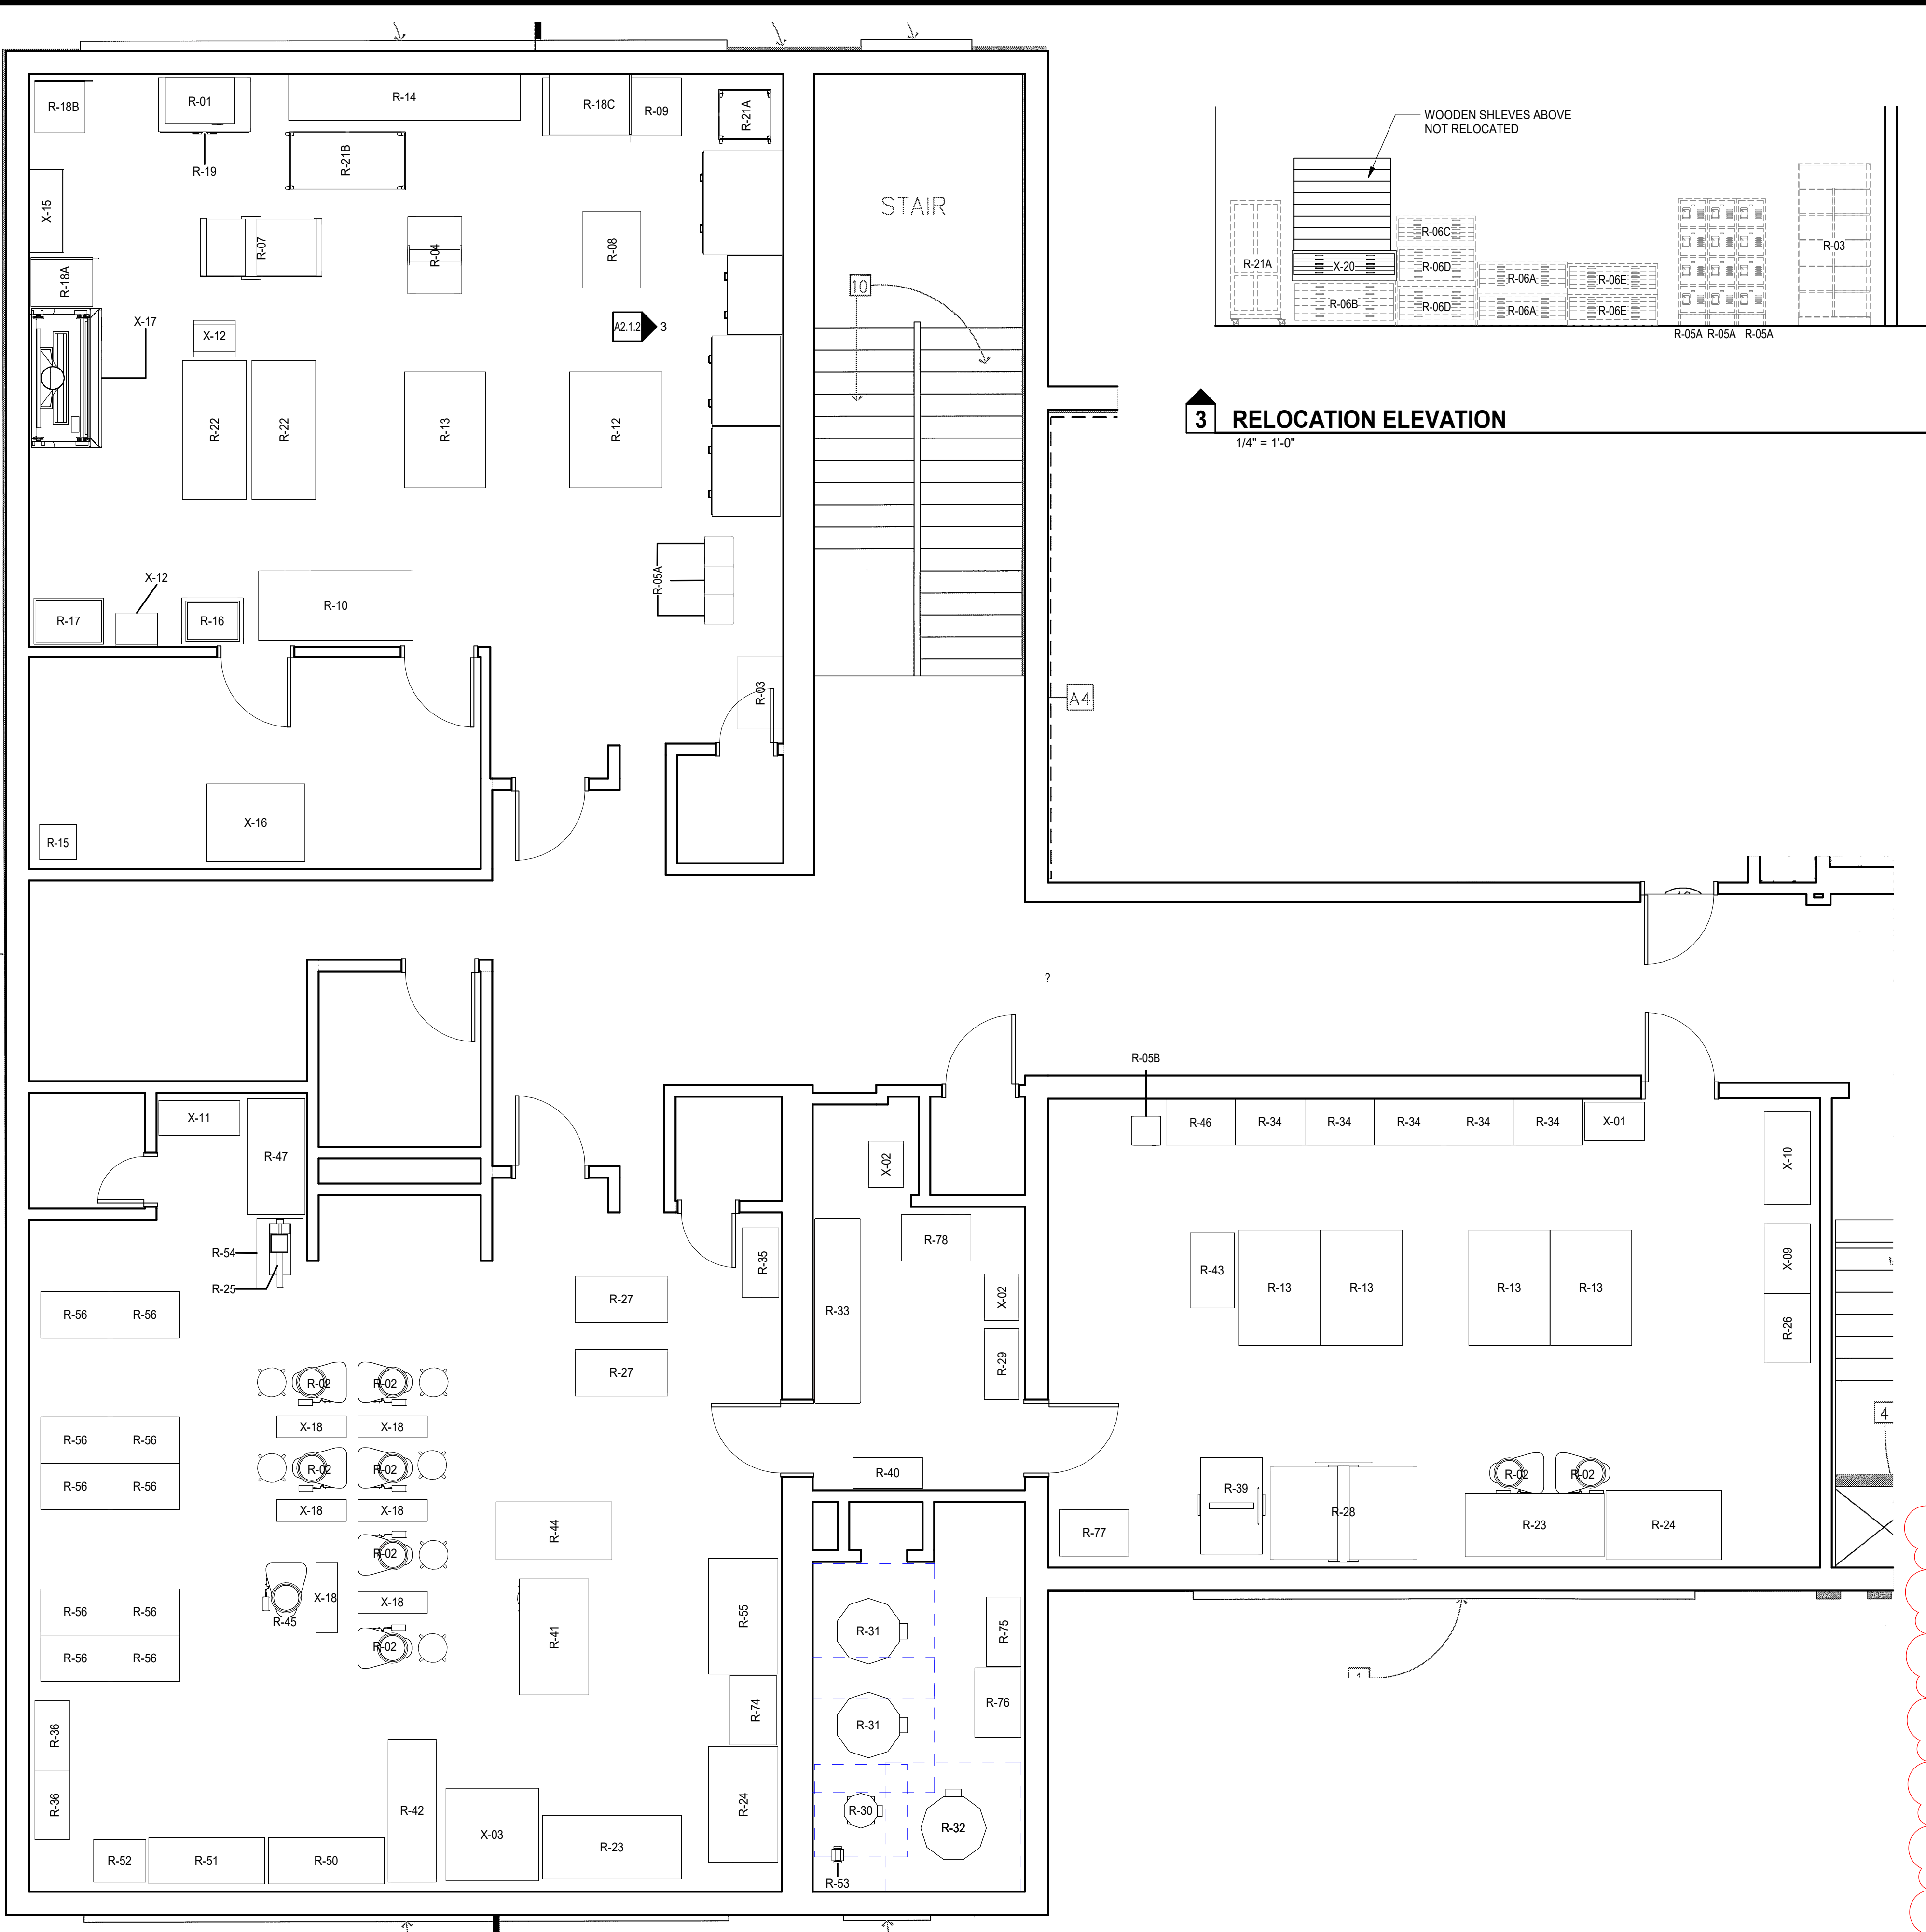 R-18B
R-01
R-14
R-18C
R-09
R-21A
R-19
R-21B
X-15
R-07
R-04
R-08
R-18A
X-17
X-12
A2.1.2
3
R-22
R-22
R-13
R-12
X-12
R-05A
R-17
R-16
R-10
R-03
X-16
R-15
STAIR
10
A4
WOODEN SHLEVES ABOVE
NOT RELOCATED
R-21A
X-20
R-06B
R-06C
R-06D
R-06D
R-06A
R-06A
R-06E
R-06E
R-03
R-05A R-05A R-05A
3 RELOCATION ELEVATION
1/4" = 1'-0"
?
X-11
R-47
R-54
R-25
R-56 R-56
R-56 R-56
R-56 R-56
R-56 R-56
R-56 R-56
R-36
R-36
R-52
R-51
R-50
R-42
X-03
R-23
R-02 R-02
X-18 X-18
R-02 R-02
X-18 X-18
R-02
R-45
X-18
X-18
R-02
R-27
R-27
R-35
R-44
R-41
R-55
R-74
R-24
X-02
R-78
R-33
X-02
R-29
R-40
R-31
R-75
R-31
R-76
R-30
R-32
R-53
R-05B
R-46
R-34
R-34
R-34
R-34
R-34
X-01
X-10
R-43
R-13
R-13
R-13
R-13
X-09
R-26
R-77
R-39
R-28
R-02
R-02
R-23
R-24
4